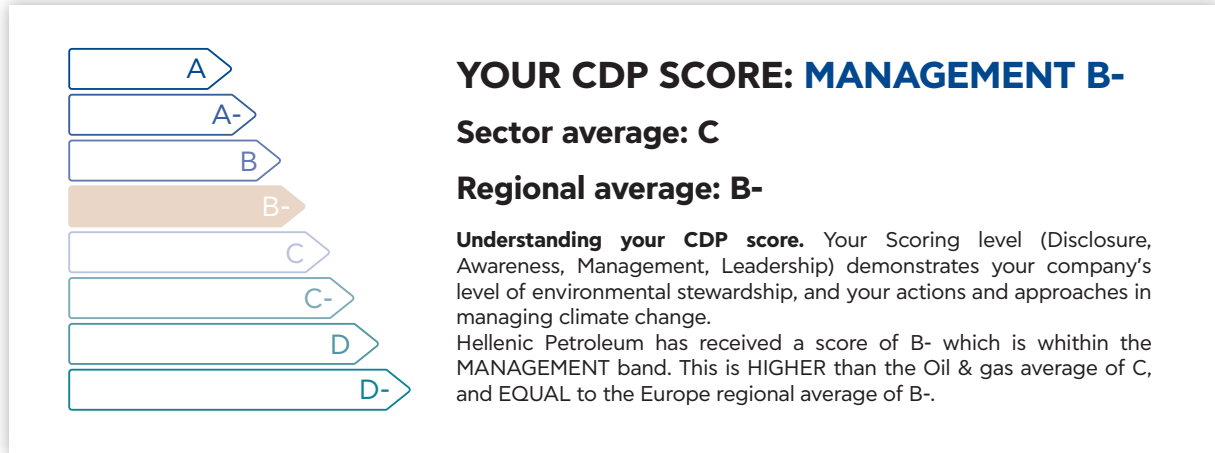 A
A-
B
B-
C
C-
D
D-
YOUR CDP SCORE: MANAGEMENT B-
Sector average: C
Regional average: B-
Understanding your CDP score. Your Scoring level (Disclosure,
Awareness, Management, Leadership) demonstrates your company's
level of environmental stewardship, and your actions and approaches in
managing climate change.
Hellenic Petroleum has received a score of B- which is whithin the
MANAGEMENT band. This is HIGHER than the Oil & gas average of C,
and EQUAL to the Europe regional average of B-.